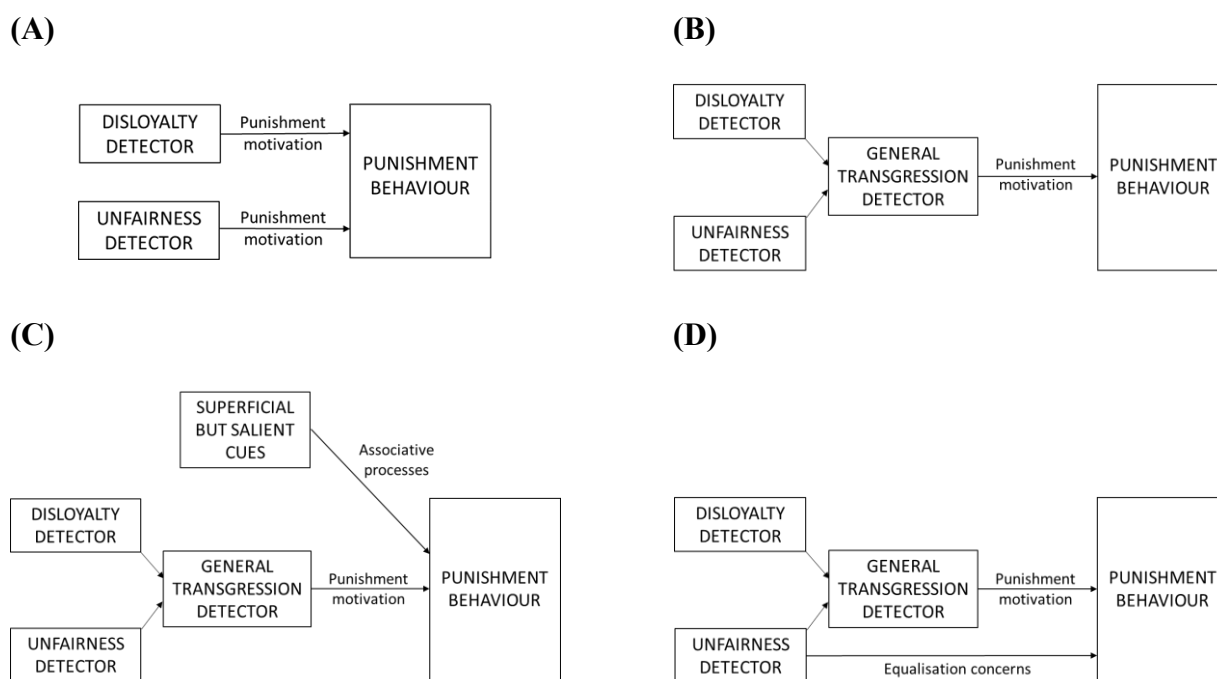 (A)
DISLOYALTY
DETECTOR
Punishment
motivation
UNFAIRNESS
DETECTOR
Punishment
motivation
PUNISHMENT
BEHAVIOUR
(B)
DISLOYALTY
DETECTOR
UNFAIRNESS
DETECTOR
GENERAL
TRANSGRESSION
DETECTOR
Punishment
motivation
PUNISHMENT
BEHAVIOUR
(C)
SUPERFICIAL
BUT SALIENT
CUES
Associative
processes
DISLOYALTY
DETECTOR
UNFAIRNESS
DETECTOR
GENERAL
TRANSGRESSION
DETECTOR
Punishment
motivation
PUNISHMENT
BEHAVIOUR
(D)
DISLOYALTY
DETECTOR
UNFAIRNESS
DETECTOR
GENERAL
TRANSGRESSION
DETECTOR
Punishment
motivation
Equalisation concerns
PUNISHMENT
BEHAVIOUR